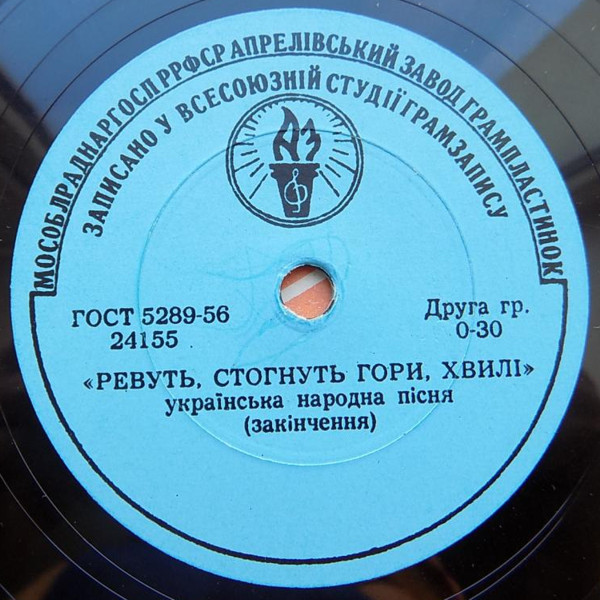 МОСОБЛРАДНАРГОСП РРФСР АПРЕЛІВСЬКИЙ ЗАВОД ГРАМПЛАСТИНОК
ЗАПИСАНО У ВСЕСОЮЗНІЙ СТУДІЇ ГРАМЗАПИСУ
АЗ
ГОСТ 5289-56
24155
Друга гр.
0-30
«РЕВУТЬ, СТОГНУТЬ ГОРИ, ХВИЛІ»
українська народна пісня
(закінчення)